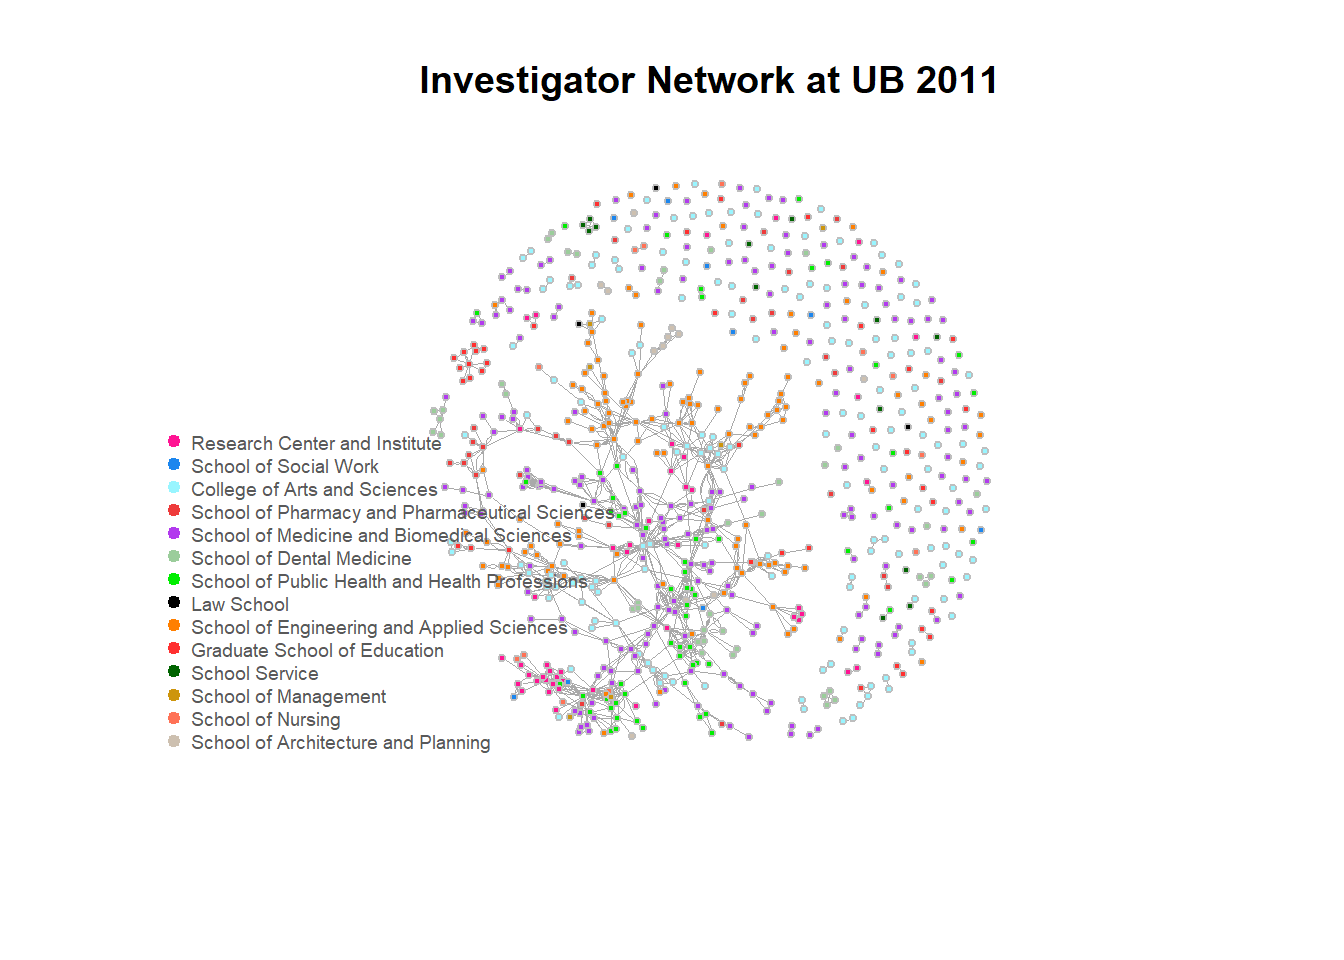 Investigator Network at UB 2011
Research Center and Institute
School of Social Work
College of Arts and Sciences
School of Pharmacy and Pharmaceutical Sciences
School of Medicine and Biomedical Sciences
School of Dental Medicine
School of Public Health and Health Professions
Law School
School of Engineering and Applied Sciences
Graduate School of Education
School Service
School of Management
School of Nursing
School of Architecture and Planning